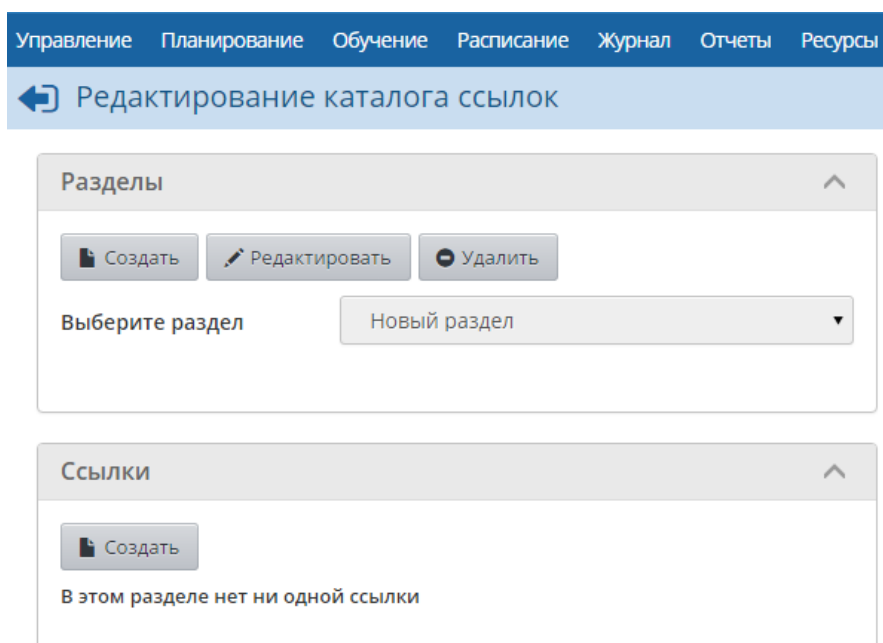 Управление Планирование Обучение Расписание Журнал Отчеты Ресурсы
Редактирование каталога ссылок
Разделы
Создать Редактировать Удалить
Выберите раздел Новый раздел
Ссылки
Создать
В этом разделе нет ни одной ссылки